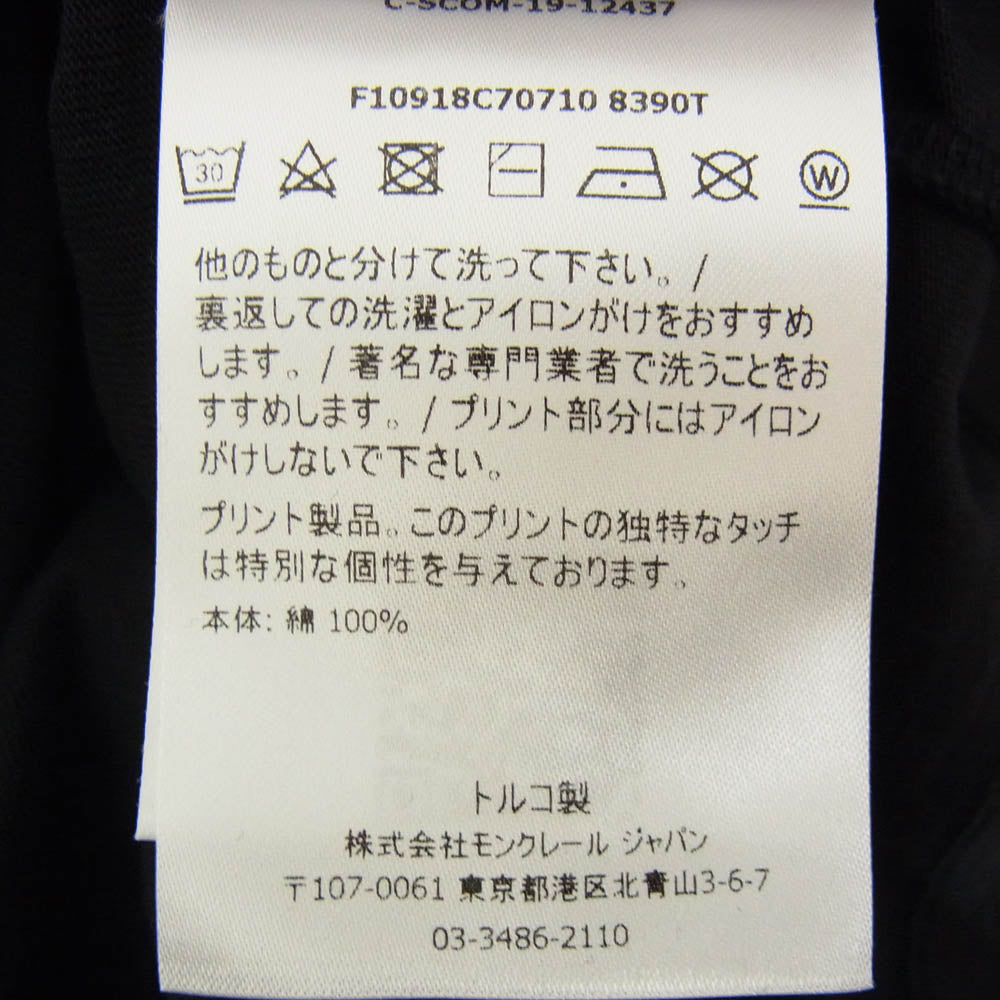 C-SCOM-19-12437
F10918C70710 8390T
30
W
他のものと分けて洗って下さい。/
裏返しての洗濯とアイロンがけをおすすめ
します。/ 著名な専門業者で洗うことをお
すすめします。/ プリント部分にはアイロン
がけしないで下さい。
プリント製品。このプリントの独特なタッチ
は特別な個性を与えております。
本体: 綿 100%
トルコ製
株式会社モンクレール ジャパン
〒107-0061 東京都港区北青山3-6-7
03-3486-2110